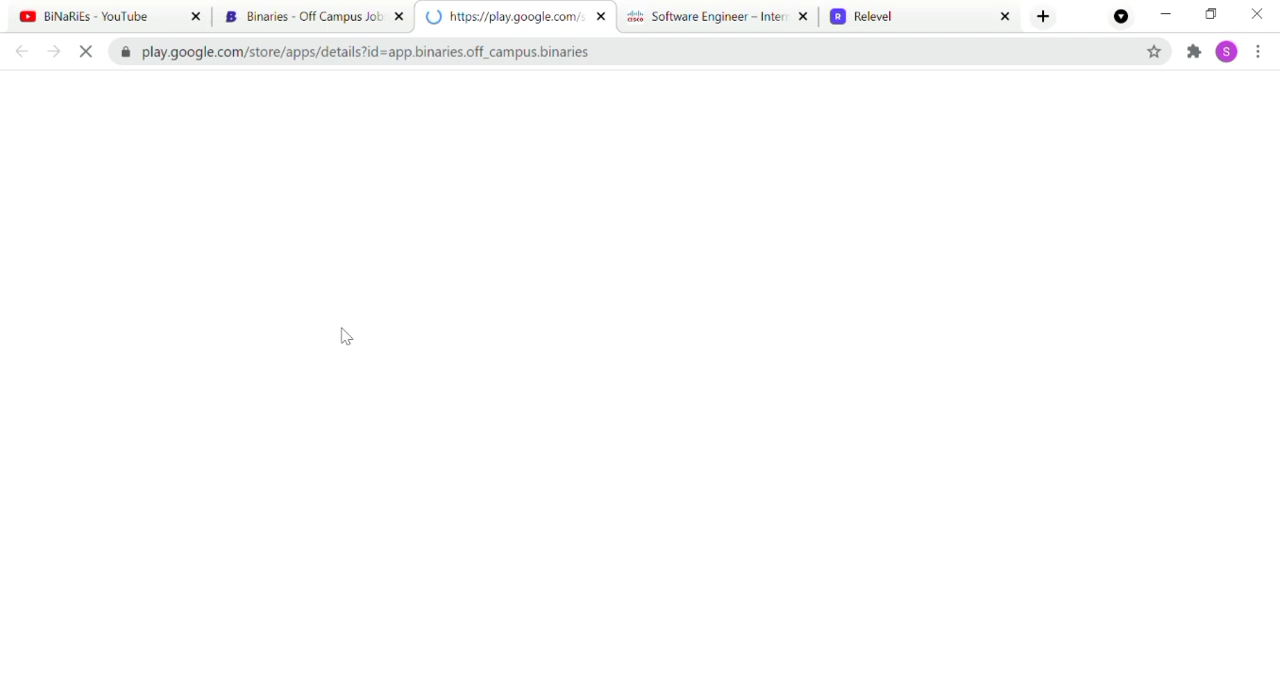 BiNaRiEs - YouTube
Binaries - Off Campus Job
https://play.google.com/s
cisco
Software Engineer – Intern
R
Relevel
play.google.com/store/apps/details?id=app.binaries.off_campus.binaries
S